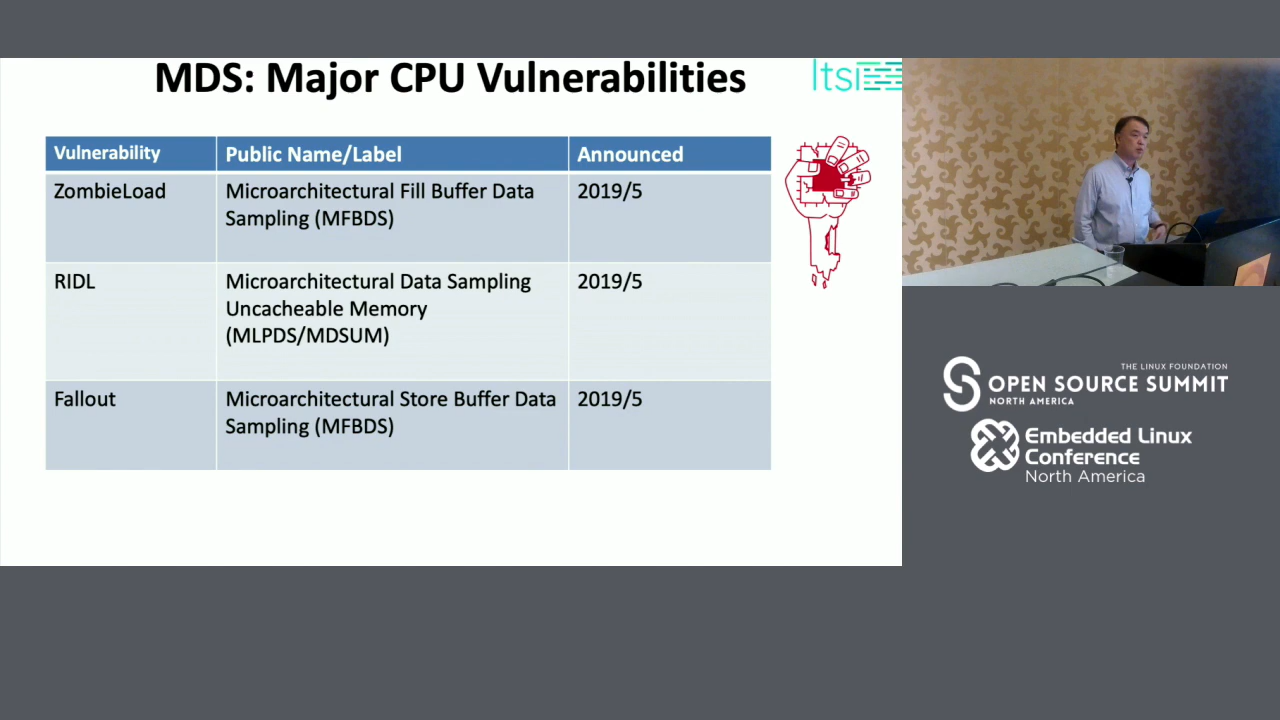 MDS: Major CPU Vulnerabilities
ltsi
Vulnerability Public Name/Label Announced
ZombieLoad Microarchitectural Fill Buffer Data 2019/5
Sampling (MFBDS)
RIDL Microarchitectural Data Sampling 2019/5
Uncacheable Memory
(MLPDS/MDSUM)
Fallout Microarchitectural Store Buffer Data 2019/5
Sampling (MFBDS)
THE LINUX FOUNDATION
OPEN SOURCE SUMMIT
NORTH AMERICA
Embedded Linux
Conference
North America